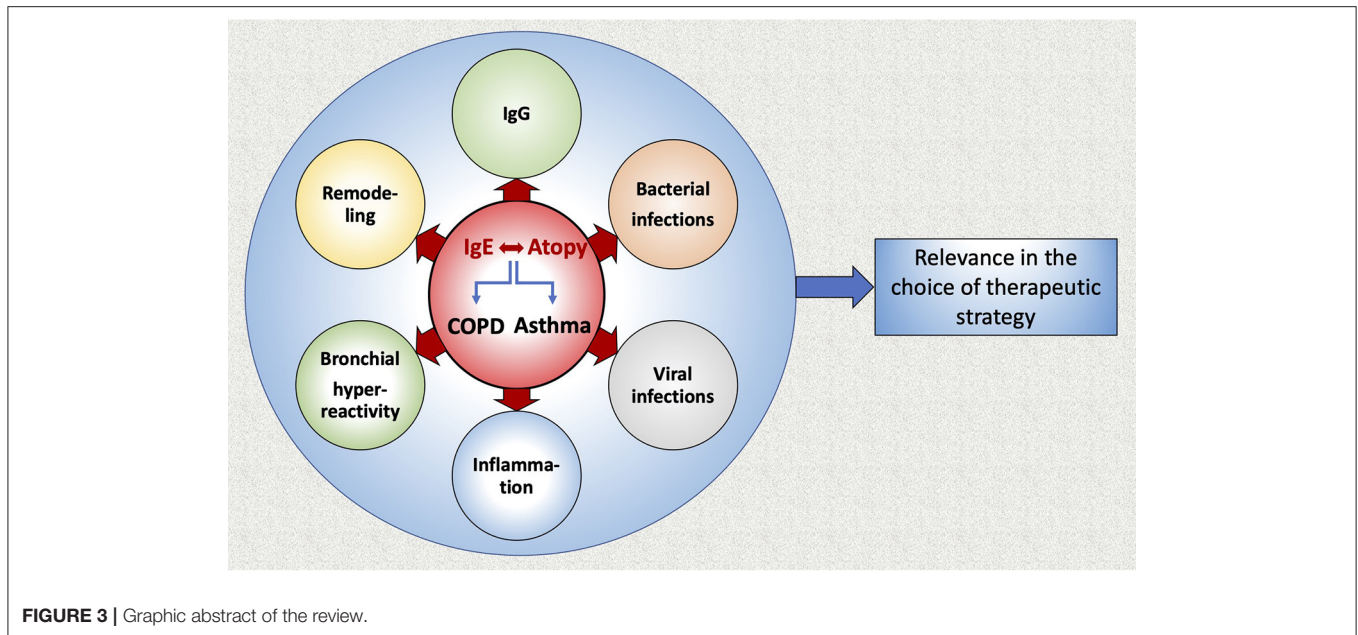 IgG
Remode-
ling
Bacterial
infections
IgE Atopy
COPD Asthma
Bronchial
hyper-
reactivity
Viral
infections
Inflamma-
tion
Relevance in the
choice of therapeutic
strategy
FIGURE 3 | Graphic abstract of the review.